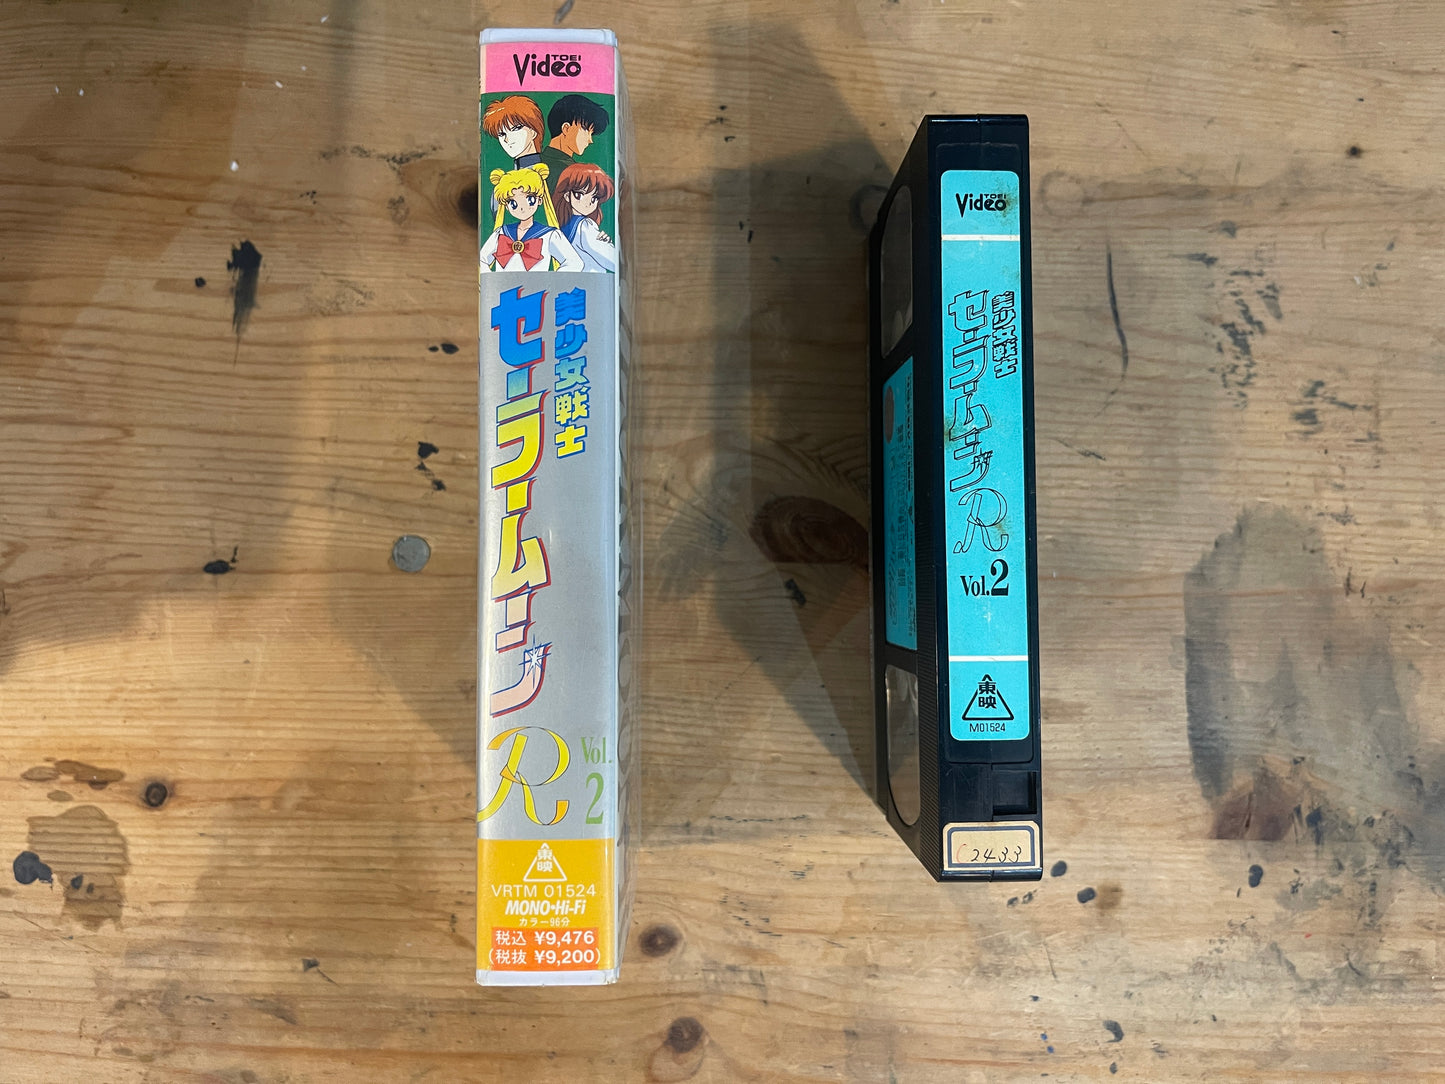 TOEI
Video
美少女戦士
セーラームーン
R
Vol.
2
東映
VRTM 01524
MONO•Hi-Fi
カラー96分
税込 ¥9,476
(税抜 ¥9,200)
TOEI
Video
美少女戦士
セーラームーン
R
Vol.2
東映
M01524
C2433